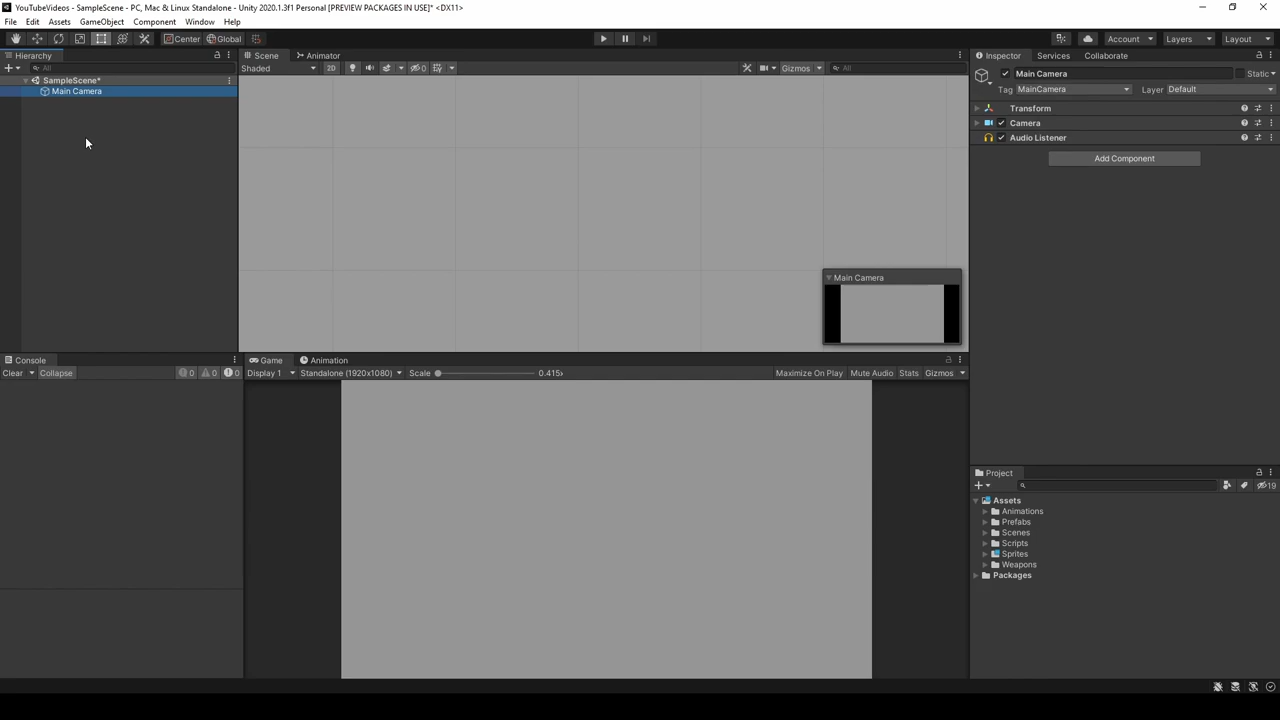 YouTubeVideos - SampleScene - PC, Mac & Linux Standalone - Unity 2020.1.3f1 Personal [PREVIEW PACKAGES IN USE]* <DX11>
File Edit Assets GameObject Component Window Help
Center Global Account Layers Layout
Hierarchy Scene Animator Inspector Services Collaborate
All Shaded 2D 0 Gizmos All
Main Camera Static
SampleScene*
Tag MainCamera Layer Default
Main Camera
Transform
Camera
Audio Listener
Add Component
Main Camera
Console Game Animation
Clear Collapse 0 0 0 Display 1 Standalone (1920x1080) Scale 0.415x Maximize On Play Mute Audio Stats Gizmos
Project
19
Assets
Animations
Prefabs
Scenes
Scripts
Sprites
Weapons
Packages